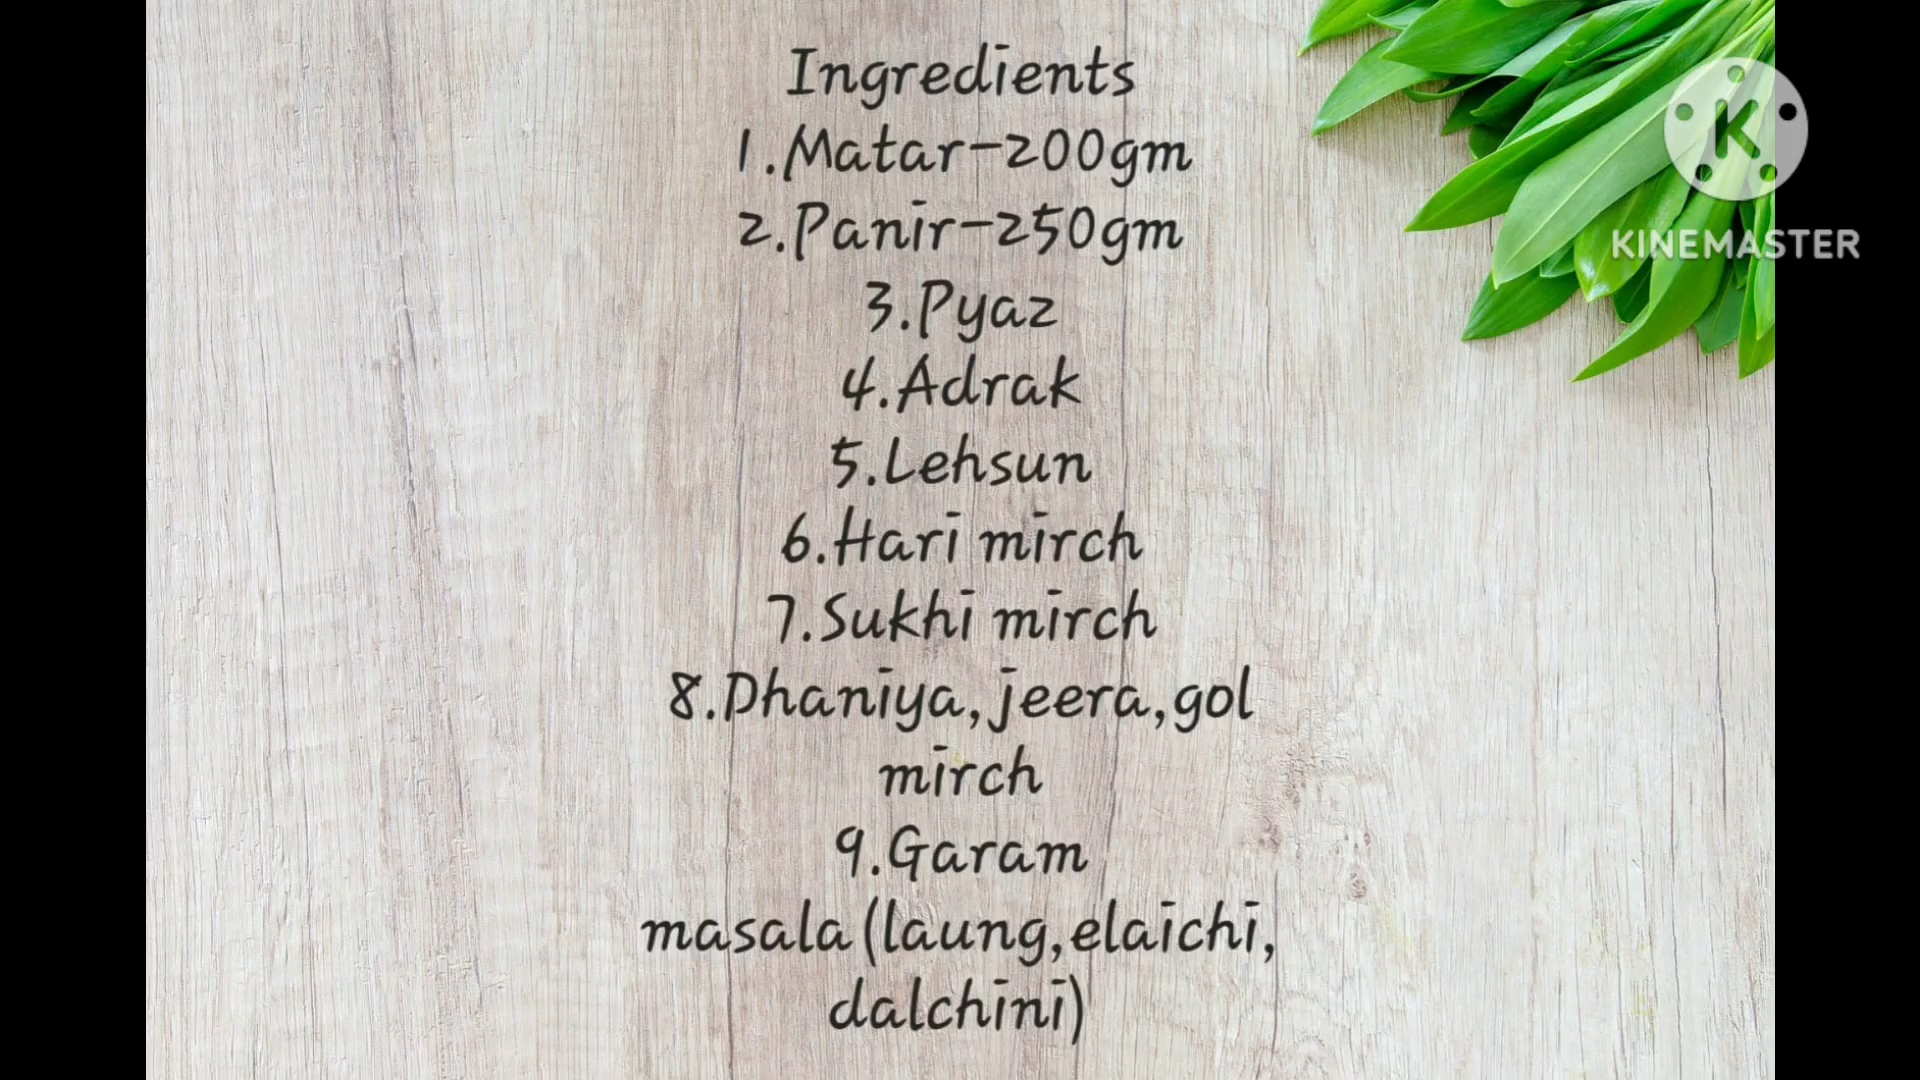 Ingredients
1.Matar-200gm
2.Panir-250gm
3.Pyaz
4.Adrak
5.Lehsun
6.Hari mirch
7.Sukhi mirch
8.Dhaniya,jeera,gol
mirch
9.Garam
masala(laung,elaichi,
dalchini)
K
KINEMASTER